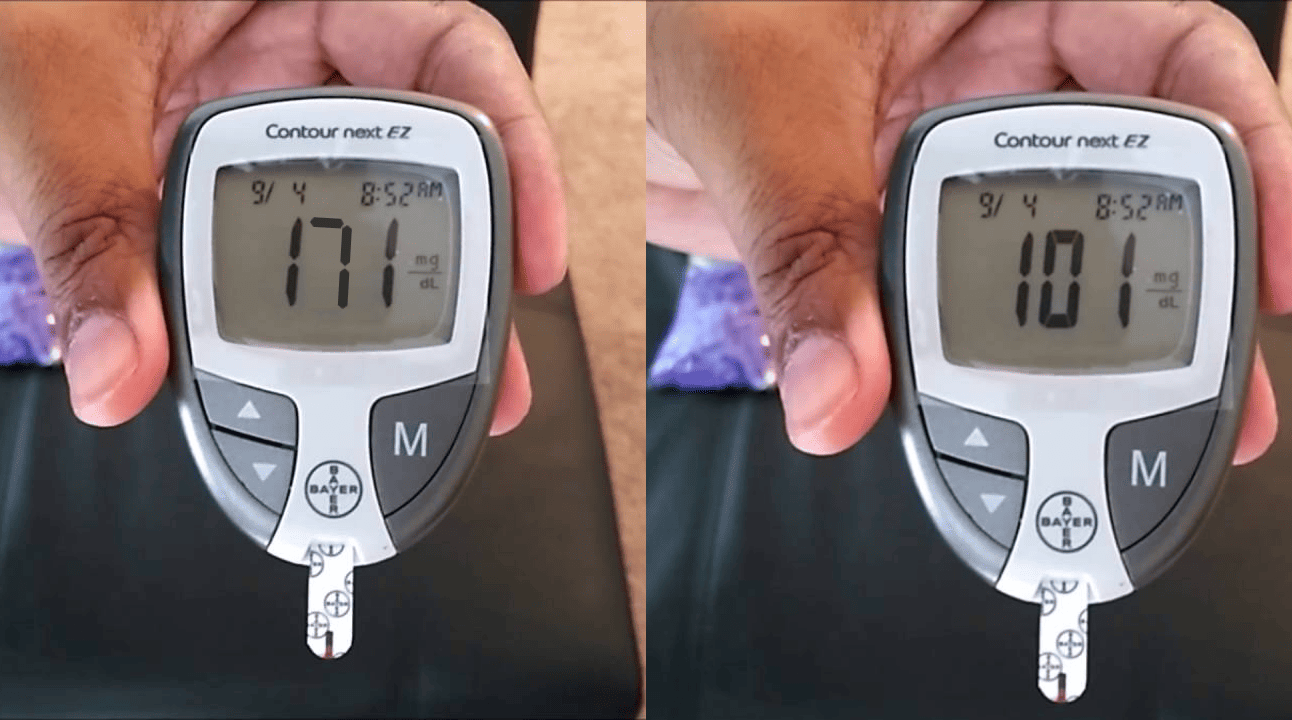 Contour next EZ
9/ 4 8:52 AM
171 mg/dL
M
BAYER
BAYER
Contour next EZ
9/ 4 8:52 AM
101 mg/dL
M
BAYER
BAYER